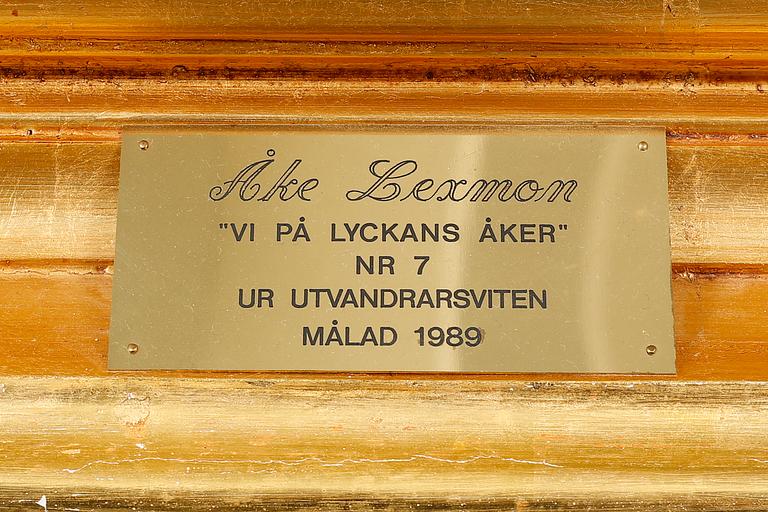 Åke Lexmon
"VI PÅ LYCKANS ÅKER"
NR 7
UR UTVANDRARSVITEN
MÅLAD 1989